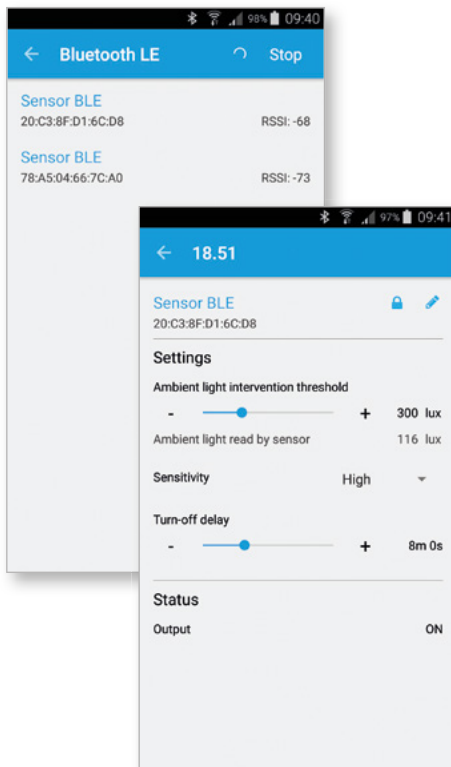 98% 09:40
Bluetooth LE Stop
Sensor BLE
20:C3:8F:D1:6C:D8 RSSI: -68
Sensor BLE
78:A5:04:66:7C:A0 RSSI: -73
97% 09:41
18.51
Sensor BLE
20:C3:8F:D1:6C:D8
Settings
Ambient light intervention threshold
- + 300 lux
Ambient light read by sensor 116 lux
Sensitivity High
Turn-off delay
- + 8m 0s
Status
Output ON